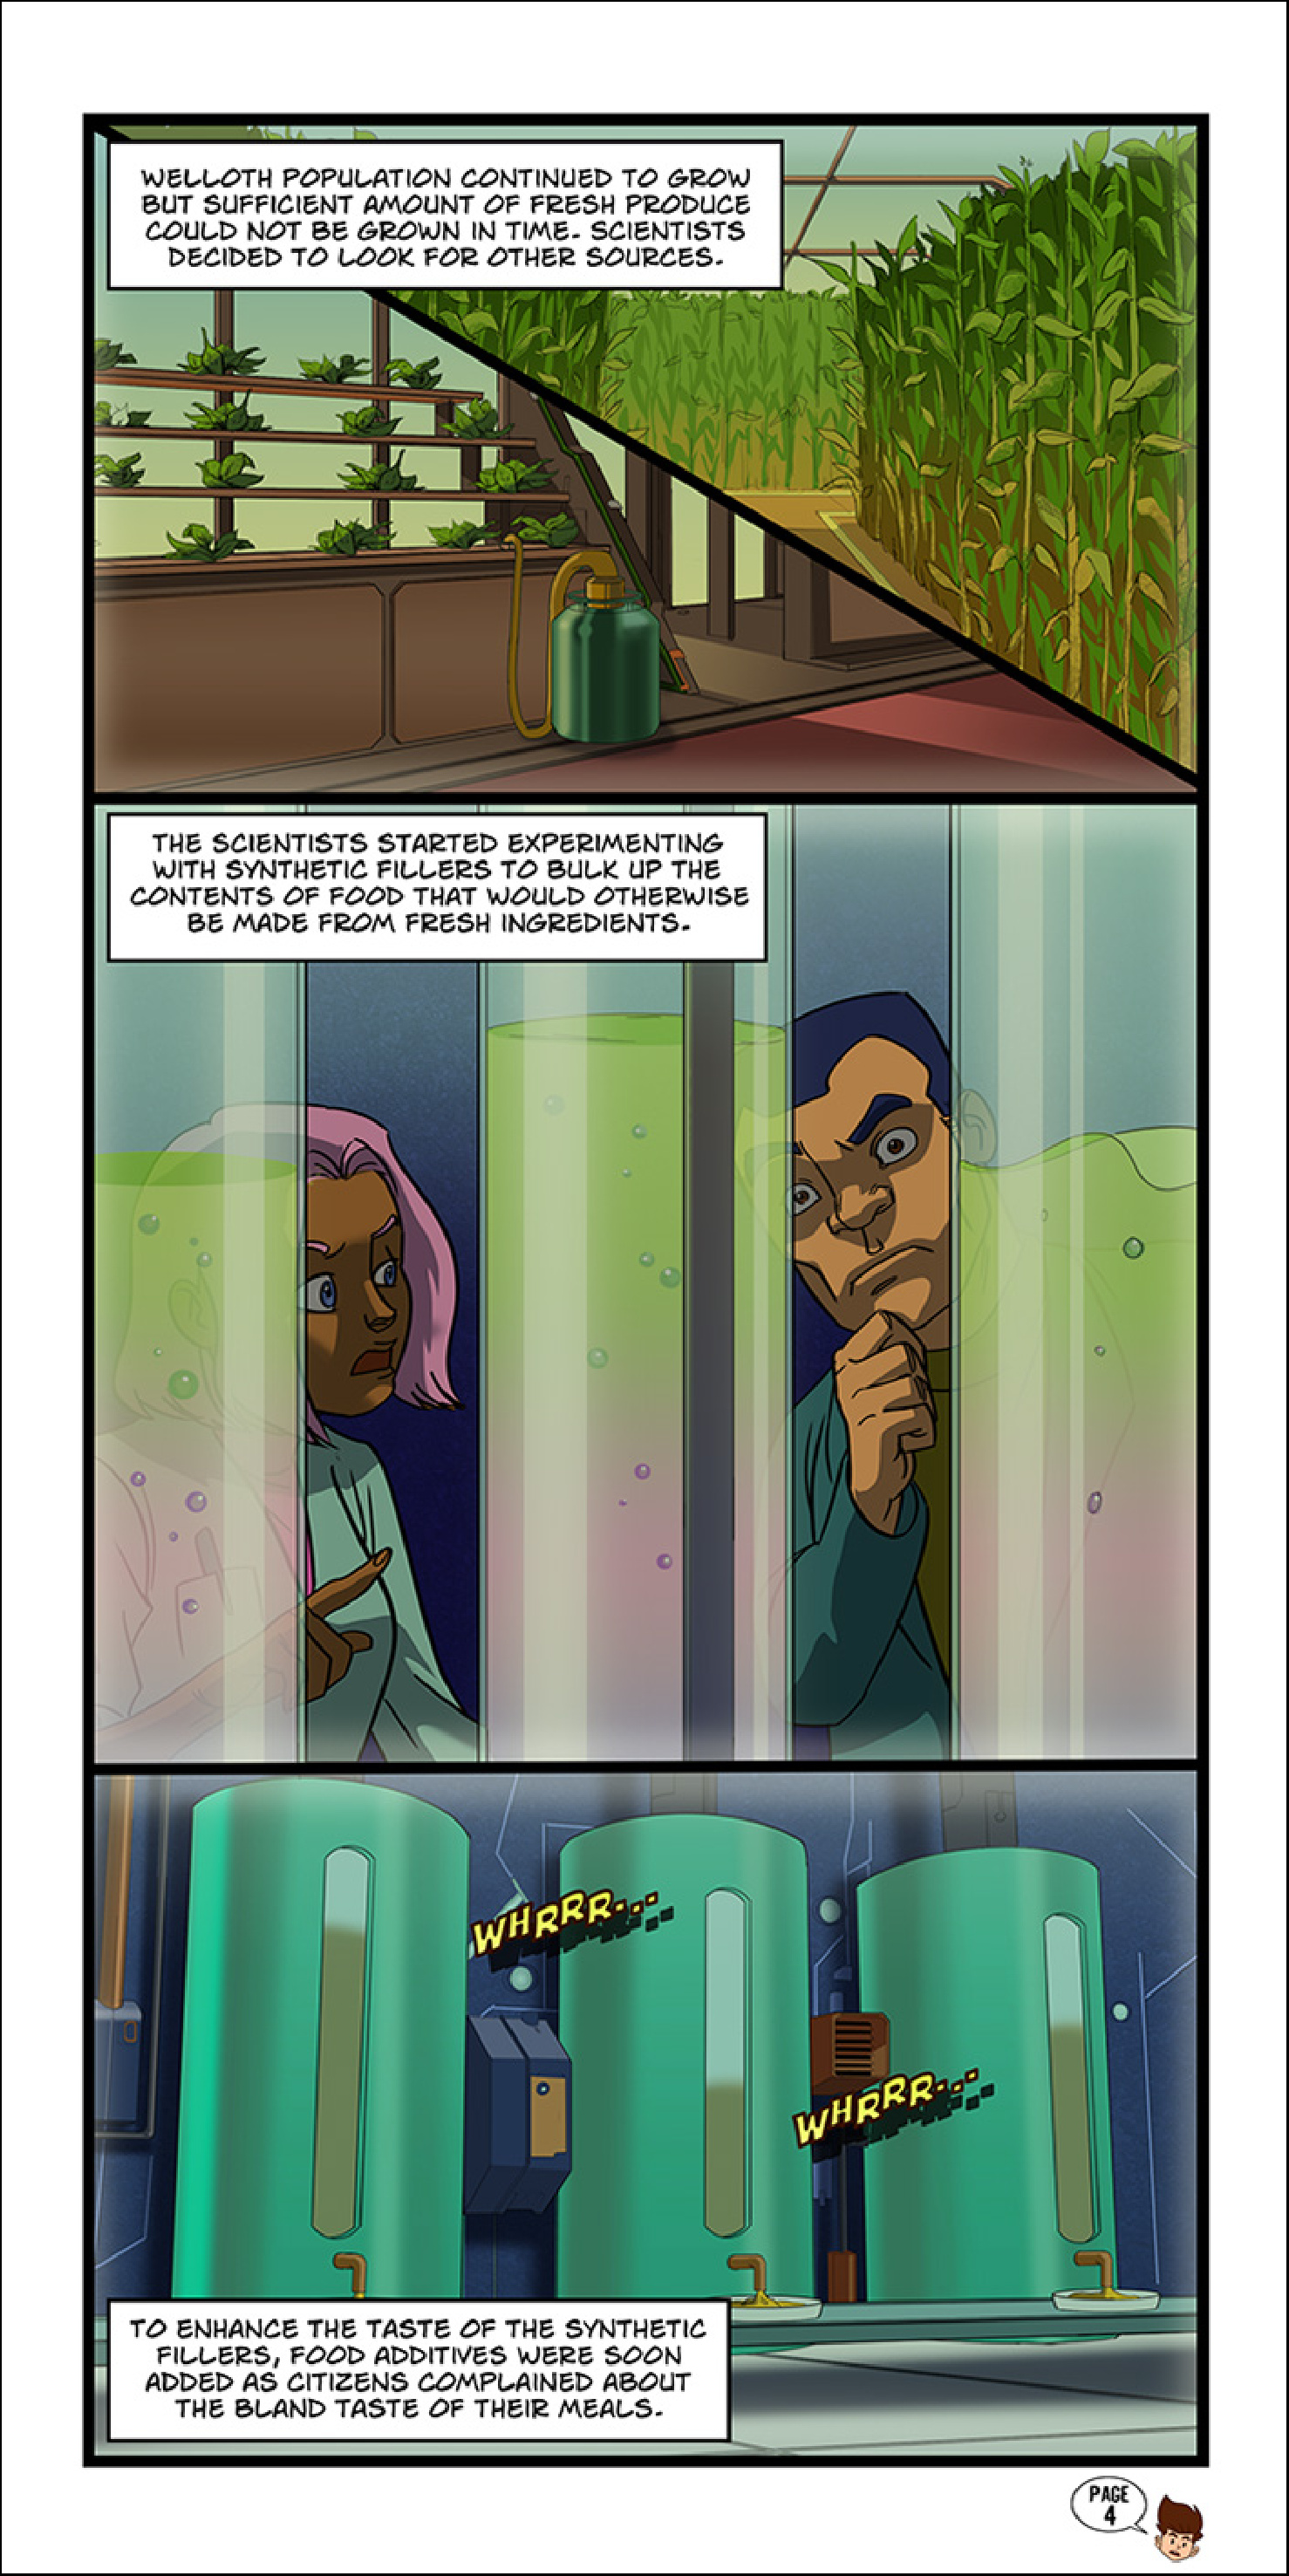 WELLOTH POPULATION CONTINUED TO GROW
BUT SUFFICIENT AMOUNT OF FRESH PRODUCE
COULD NOT BE GROWN IN TIME. SCIENTISTS
DECIDED TO LOOK FOR OTHER SOURCES.
THE SCIENTISTS STARTED EXPERIMENTING
WITH SYNTHETIC FILLERS TO BULK UP THE
CONTENTS OF FOOD THAT WOULD OTHERWISE
BE MADE FROM FRESH INGREDIENTS.
WHRRR...
WHRRR...
TO ENHANCE THE TASTE OF THE SYNTHETIC
FILLERS, FOOD ADDITIVES WERE SOON
ADDED AS CITIZENS COMPLAINED ABOUT
THE BLAND TASTE OF THEIR MEALS.
PAGE
4